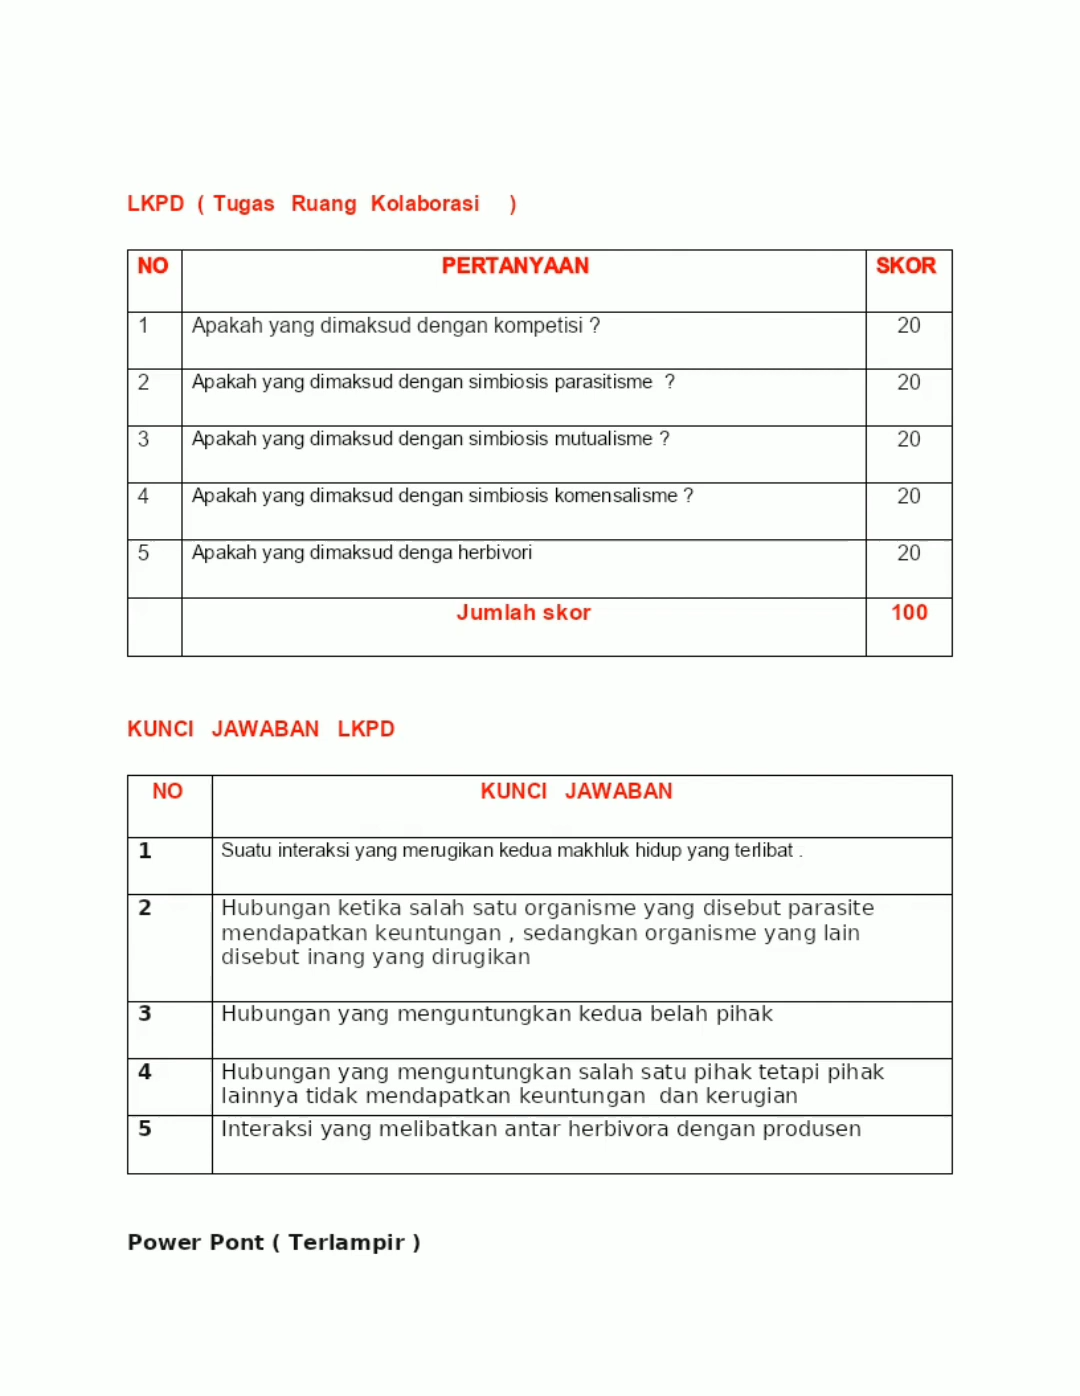 LKPD ( Tugas Ruang Kolaborasi )
NO PERTANYAAN SKOR
1 Apakah yang dimaksud dengan kompetisi ? 20
2 Apakah yang dimaksud dengan simbiosis parasitisme ? 20
3 Apakah yang dimaksud dengan simbiosis mutualisme ? 20
4 Apakah yang dimaksud dengan simbiosis komensalisme ? 20
5 Apakah yang dimaksud denga herbivori 20
Jumlah skor 100
KUNCI JAWABAN LKPD
NO KUNCI JAWABAN
1 Suatu interaksi yang merugikan kedua makhluk hidup yang terlibat .
2 Hubungan ketika salah satu organisme yang disebut parasite
mendapatkan keuntungan , sedangkan organisme yang lain
disebut inang yang dirugikan
3 Hubungan yang menguntungkan kedua belah pihak
4 Hubungan yang menguntungkan salah satu pihak tetapi pihak
lainnya tidak mendapatkan keuntungan dan kerugian
5 Interaksi yang melibatkan antar herbivora dengan produsen
Power Pont ( Terlampir )